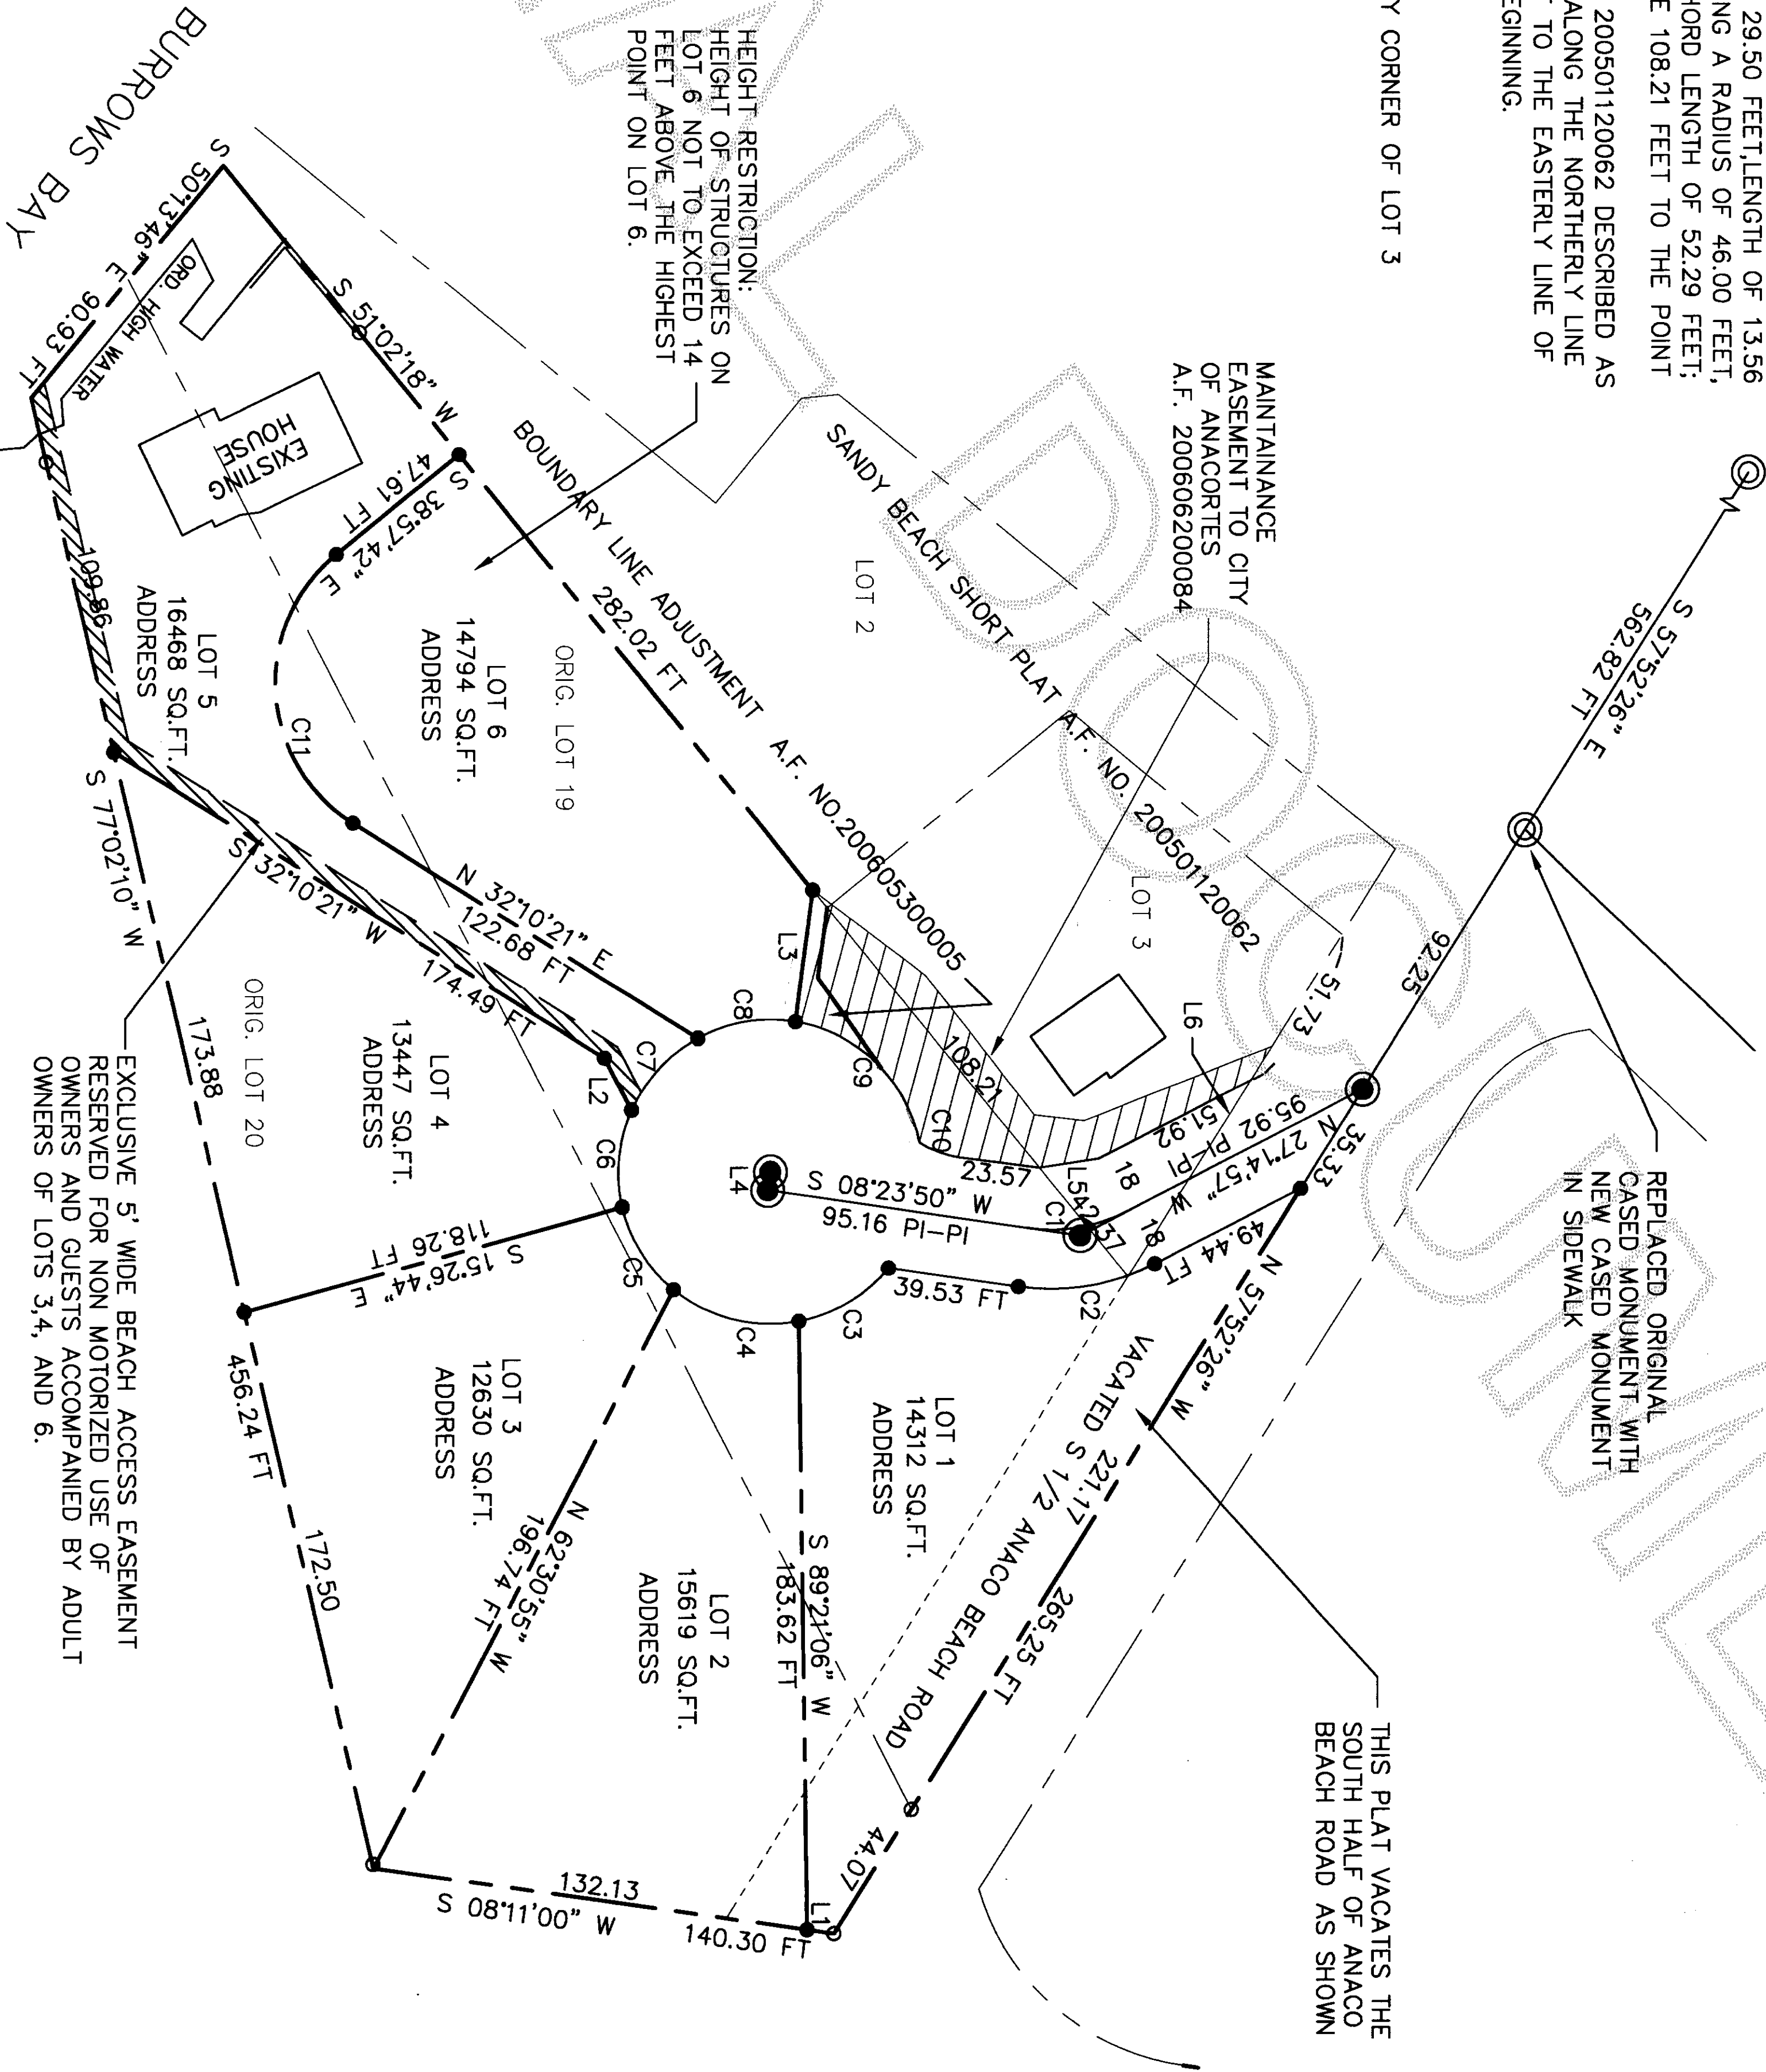 29.50 FEET,LENGTH OF 13.56
NG A RADIUS OF 46.00 FEET,
HORD LENGTH OF 52.29 FEET;
E 108.21 FEET TO THE POINT
200501120062 DESCRIBED AS
ALONG THE NORTHERLY LINE
T TO THE EASTERLY LINE OF
EGINNING.
Y CORNER OF LOT 3
S 57°52'26" E
562.82 FT
92.25
REPLACED ORIGINAL
CASED MONUMENT WITH
NEW CASED MONUMENT
IN SIDEWALK
THIS PLAT VACATES THE
SOUTH HALF OF ANACO
BEACH ROAD AS SHOWN
MAINTAINANCE
EASEMENT TO CITY
OF ANACORTES
A.F. 200606200084
SANDY BEACH SHORT PLAT A.F. NO. 200501120062
LOT 2
LOT 3
51.73
L6
35.33
N 57°52'26" W
221.17
265.25 FT
44.07
VACATED S 1/2 ANACO BEACH ROAD
N 27°14'57" W
95.92 PI-PI
51.92
18
18
49.44 FT
L5
42.37
C1
C2
23.57
108.21
C10
C9
S 08°23'50" W
95.16 PI-PI
L4
39.53 FT
C3
C4
C5
C6
C7
C8
L2
L3
BOUNDARY LINE ADJUSTMENT A.F. NO.200605300005
282.02 FT
HEIGHT RESTRICTION:
HEIGHT OF STRUCTURES ON
LOT 6 NOT TO EXCEED 14
FEET ABOVE THE HIGHEST
POINT ON LOT 6.
LOT 1
14312 SQ.FT.
ADDRESS
S 89°21'06" W
183.62 FT
L1
LOT 2
15619 SQ.FT.
ADDRESS
132.13
S 08°11'00" W
140.30 FT
N 62°30'55" W
196.74 FT
LOT 3
12630 SQ.FT.
ADDRESS
S 15°26'44" E
118.26 FT
LOT 4
13447 SQ.FT.
ADDRESS
ORIG. LOT 20
ORIG. LOT 19
LOT 6
14794 SQ.FT.
ADDRESS
N 32°10'21" E
122.68 FT
S 32°10'21" W
174.49 FT
C11
S 38°57'42" E
47.61 FT
S 51°02'18" W
LOT 5
16468 SQ.FT.
ADDRESS
EXISTING
HOUSE
ORD. HIGH WATER
S 50°13'46" E
90.93 FT
BURROWS BAY
109.86
S 77°02'10" W
173.88
456.24 FT
172.50
EXCLUSIVE 5' WIDE BEACH ACCESS EASEMENT
RESERVED FOR NON MOTORIZED USE OF
OWNERS AND GUESTS ACCOMPANIED BY ADULT
OWNERS OF LOTS 3,4, AND 6.